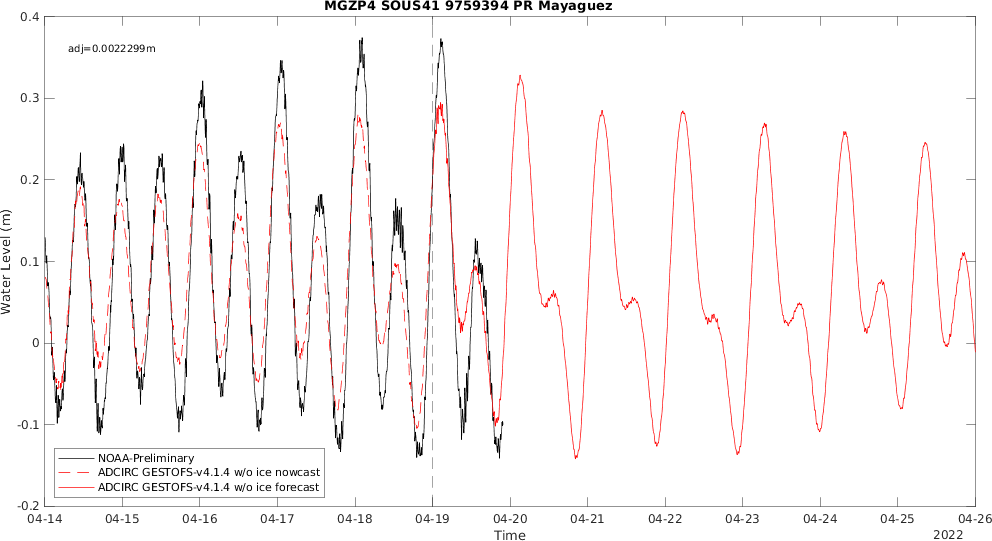 MGZP4 SOUS41 9759394 PR Mayaguez
adj=0.0022299m
0.4
0.3
0.2
0.1
0
-0.1
-0.2
Water Level (m)
NOAA-Preliminary
ADCIRC GESTOFS-v4.1.4 w/o ice nowcast
ADCIRC GESTOFS-v4.1.4 w/o ice forecast
04-14 04-15 04-16 04-17 04-18 04-19 04-20 04-21 04-22 04-23 04-24 04-25 04-26
Time
2022